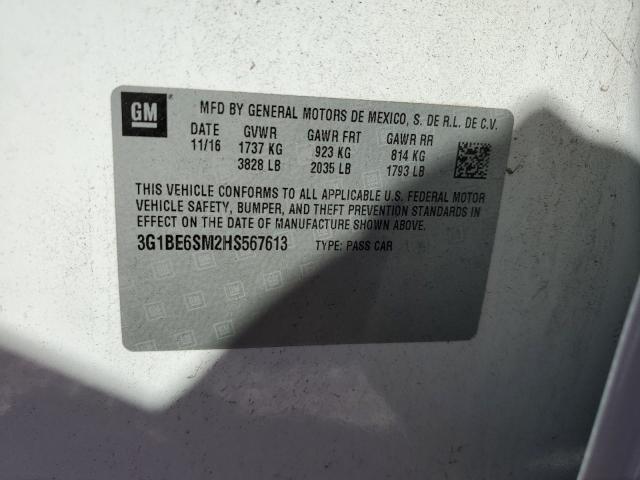 GM
MFD BY GENERAL MOTORS DE MEXICO, S. DE R.L. DE C.V.
DATE GVWR GAWR FRT GAWR RR
11/16 1737 KG 923 KG 814 KG
3828 LB 2035 LB 1793 LB
THIS VEHICLE CONFORMS TO ALL APPLICABLE U.S. FEDERAL MOTOR
VEHICLE SAFETY, BUMPER, AND THEFT PREVENTION STANDARDS IN
EFFECT ON THE DATE OF MANUFACTURE SHOWN ABOVE.
3G1BE6SM2HS567613 TYPE: PASS CAR